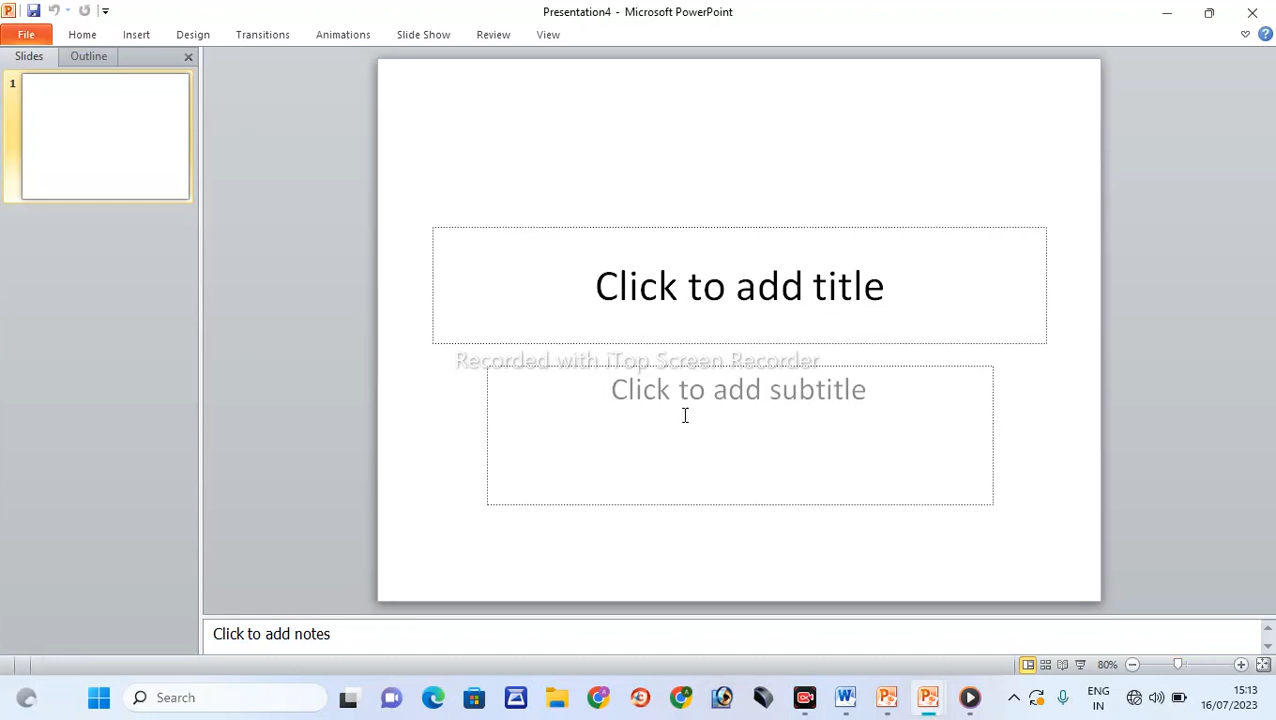 Presentation4 - Microsoft PowerPoint
File Home Insert Design Transitions Animations Slide Show Review View
Slides Outline
1
Click to add title
Recorded with iTop Screen Recorder
Click to add subtitle
Click to add notes
80%
Search
ENG
IN
15:13
16/07/2023